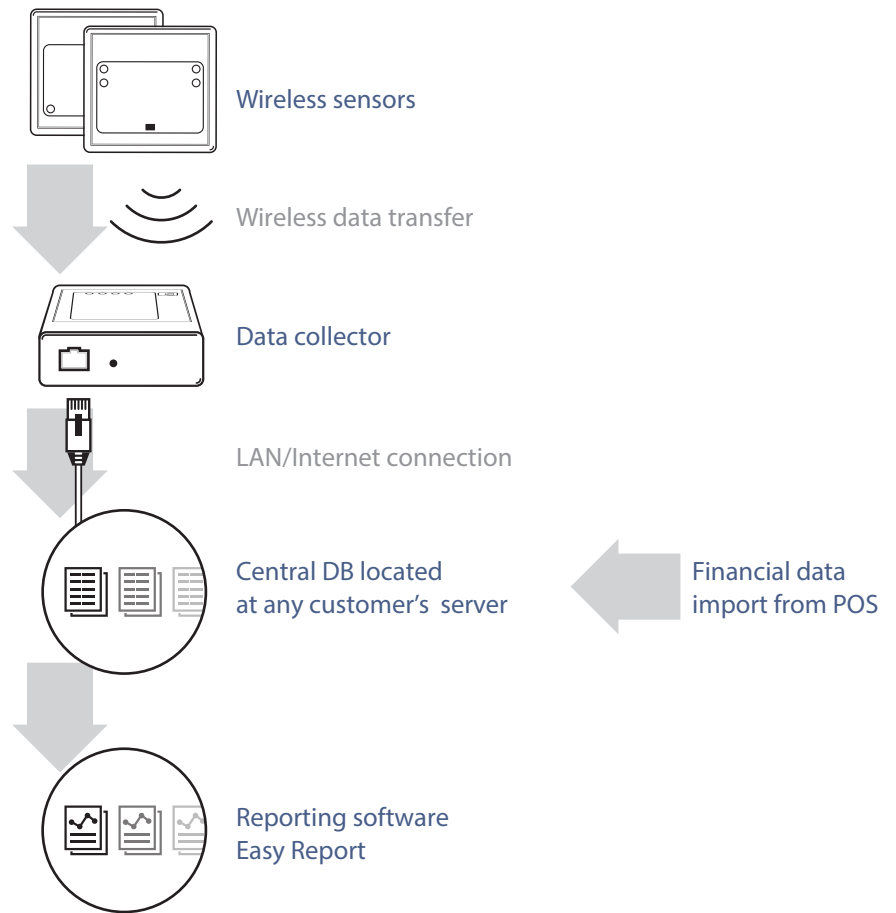 Wireless sensors
Wireless data transfer
Data collector
LAN/Internet connection
Central DB located
at any customer's server
Financial data
import from POS
Reporting software
Easy Report